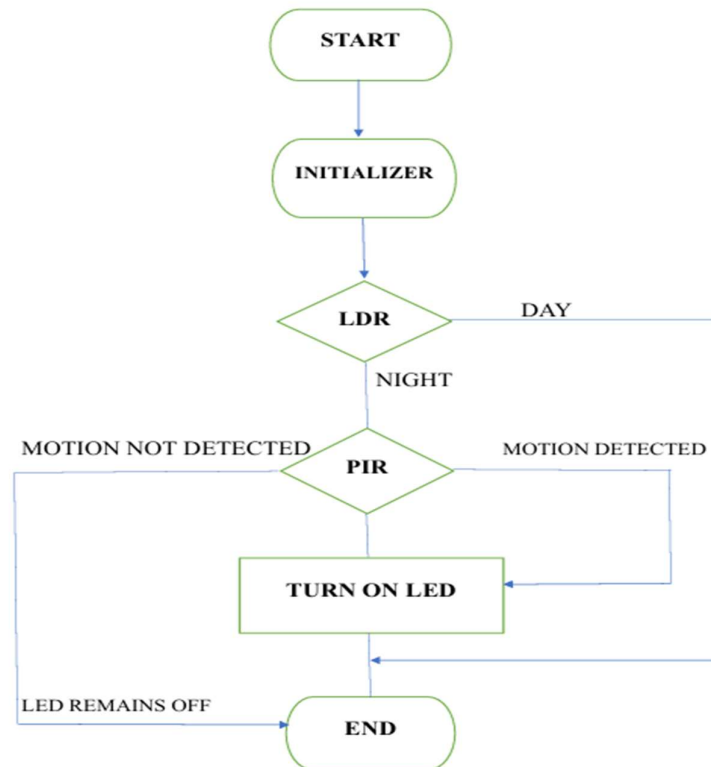 START
INITIALIZER
LDR
DAY
NIGHT
MOTION NOT DETECTED
PIR
MOTION DETECTED
TURN ON LED
LED REMAINS OFF
END